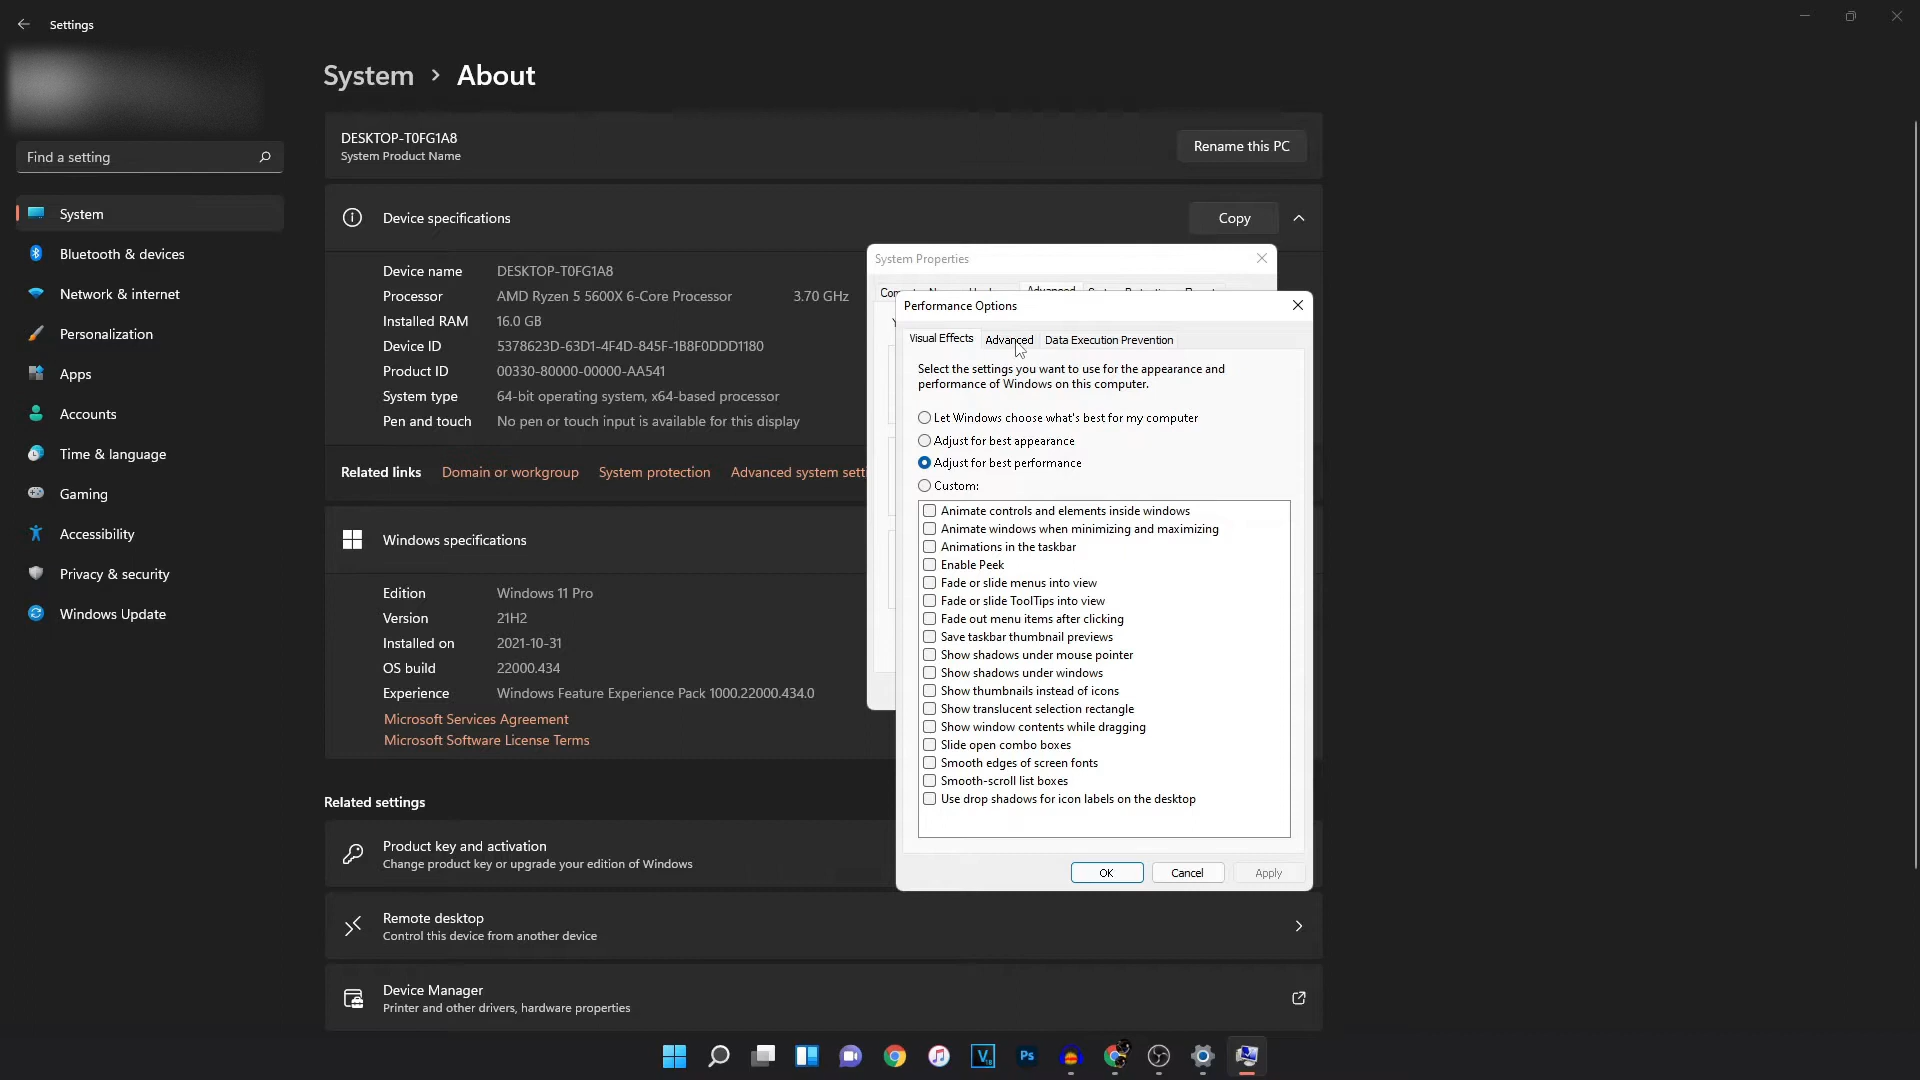 Settings
Find a setting
System
Bluetooth & devices
Network & internet
Personalization
Apps
Accounts
Time & language
Gaming
Accessibility
Privacy & security
Windows Update
System › About
DESKTOP-T0FG1A8
System Product Name
Rename this PC
Device specifications
Copy
Device name DESKTOP-T0FG1A8
Processor AMD Ryzen 5 5600X 6-Core Processor 3.70 GHz
Installed RAM 16.0 GB
Device ID 5378623D-63D1-4F4D-845F-1B8F0DDD1180
Product ID 00330-80000-00000-AA541
System type 64-bit operating system, x64-based processor
Pen and touch No pen or touch input is available for this display
Related links Domain or workgroup System protection Advanced system sett
Windows specifications
Edition Windows 11 Pro
Version 21H2
Installed on 2021-10-31
OS build 22000.434
Experience Windows Feature Experience Pack 1000.22000.434.0
Microsoft Services Agreement
Microsoft Software License Terms
Related settings
Product key and activation
Change product key or upgrade your edition of Windows
Remote desktop
Control this device from another device
Device Manager
Printer and other drivers, hardware properties
System Properties
Advanced
Performance Options
Visual Effects Advanced Data Execution Prevention
Select the settings you want to use for the appearance and
performance of Windows on this computer.
Let Windows choose what's best for my computer
Adjust for best appearance
Adjust for best performance
Custom:
Animate controls and elements inside windows
Animate windows when minimizing and maximizing
Animations in the taskbar
Enable Peek
Fade or slide menus into view
Fade or slide ToolTips into view
Fade out menu items after clicking
Save taskbar thumbnail previews
Show shadows under mouse pointer
Show shadows under windows
Show thumbnails instead of icons
Show translucent selection rectangle
Show window contents while dragging
Slide open combo boxes
Smooth edges of screen fonts
Smooth-scroll list boxes
Use drop shadows for icon labels on the desktop
OK Cancel Apply
Ps